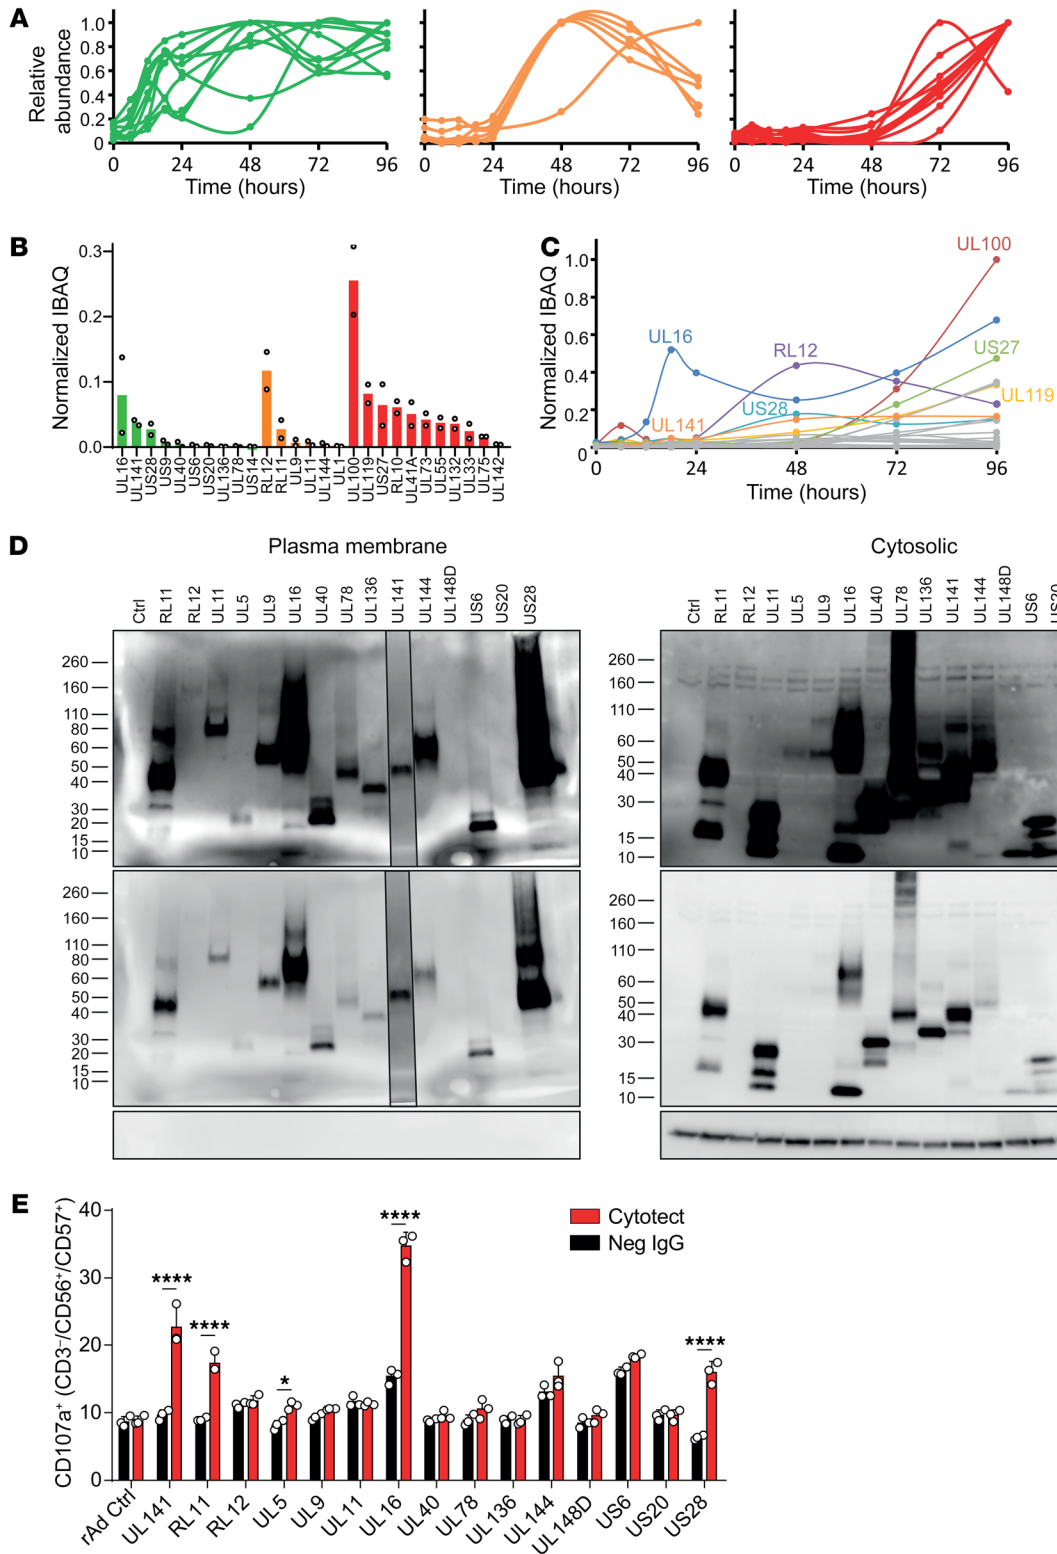 A
Relative abundance
1.0
0.8
0.6
0.4
0.2
0
0 24 48 72 96
Time (hours)
0 24 48 72 96
Time (hours)
0 24 48 72 96
Time (hours)
B
Normalized IBAQ
0.3
0.2
0.1
0.0
UL16 UL141 US28 US9 UL40 US6 US20 UL136 UL78 US14 RL12 RL11 UL9 UL11 UL144 UL1 UL100 UL119 US27 RL10 UL41A UL73 UL55 UL132 UL33 UL75 UL142
C
Normalized IBAQ
1.0
0.8
0.6
0.4
0.2
0
UL100
UL16
RL12
US27
US28
UL119
UL141
0 24 48 72 96
Time (hours)
D
Plasma membrane
Ctrl RL11 RL12 UL11 UL5 UL9 UL16 UL40 UL78 UL136 UL141 UL144 UL148D US6 US20 US28
260
160
110
80
60
50
40
30
20
15
10
260
160
110
80
60
50
40
30
20
15
10
Cytosolic
Ctrl RL11 RL12 UL11 UL5 UL9 UL16 UL40 UL78 UL136 UL141 UL144 UL148D US6 US20
260
160
110
60
50
40
30
15
10
260
160
110
60
50
40
30
15
10
E
CD107a+ (CD3−/CD56+/CD57+)
40
30
20
10
0
**** **** * **** ****
Cytotect
Neg IgG
rAd Ctrl UL141 RL11 RL12 UL5 UL9 UL11 UL16 UL40 UL78 UL136 UL144 UL148D US6 US20 US28